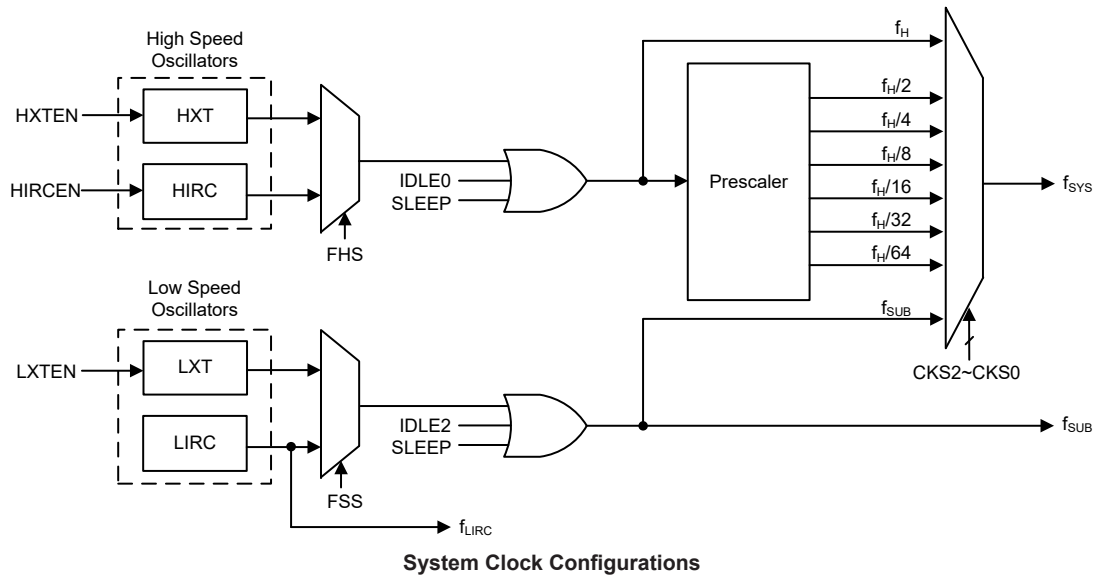 High Speed
Oscillators
HXTEN
HXT
HIRCEN
HIRC
FHS
IDLE0
SLEEP
Prescaler
fH
fH/2
fH/4
fH/8
fH/16
fH/32
fH/64
fSUB
fSYS
CKS2~CKS0
Low Speed
Oscillators
LXTEN
LXT
LIRC
FSS
IDLE2
SLEEP
fSUB
fLIRC
System Clock Configurations